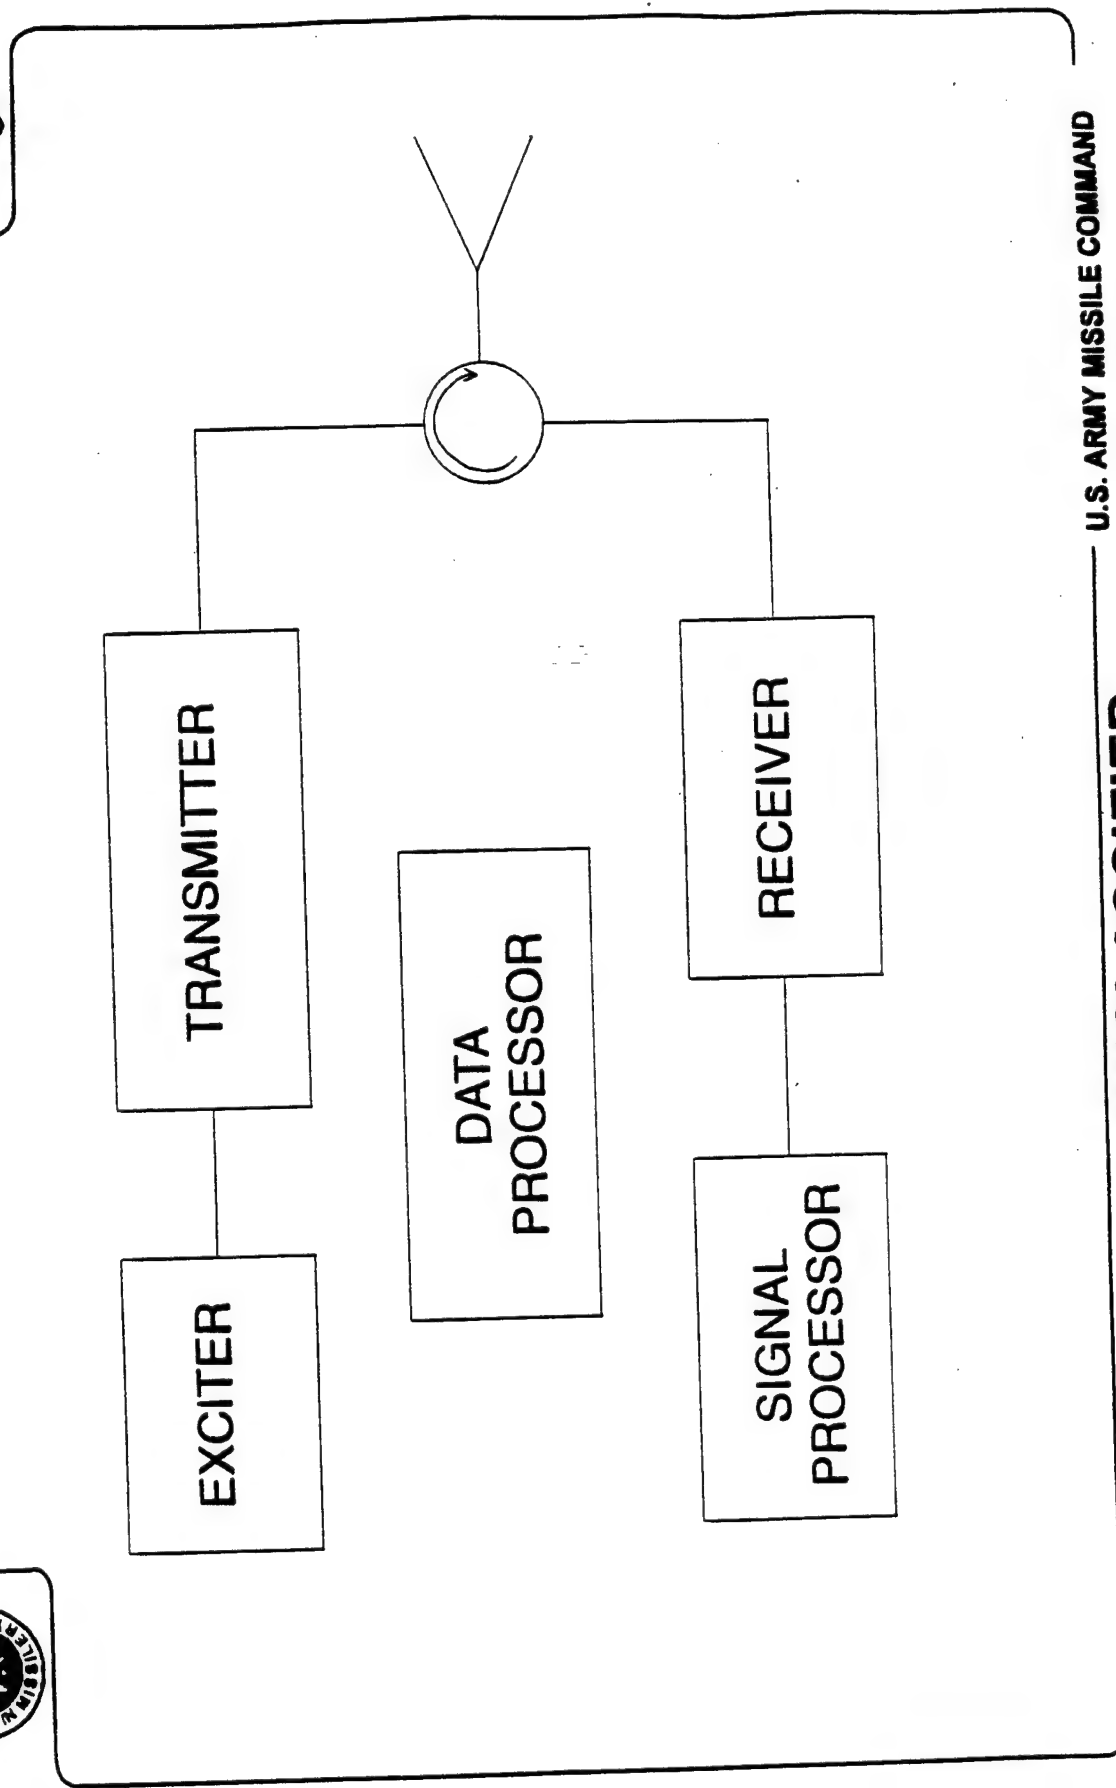 TRANSMITTER
EXCITER
DATA
PROCESSOR
RECEIVER
SIGNAL
PROCESSOR
U.S. ARMY MISSILE COMMAND